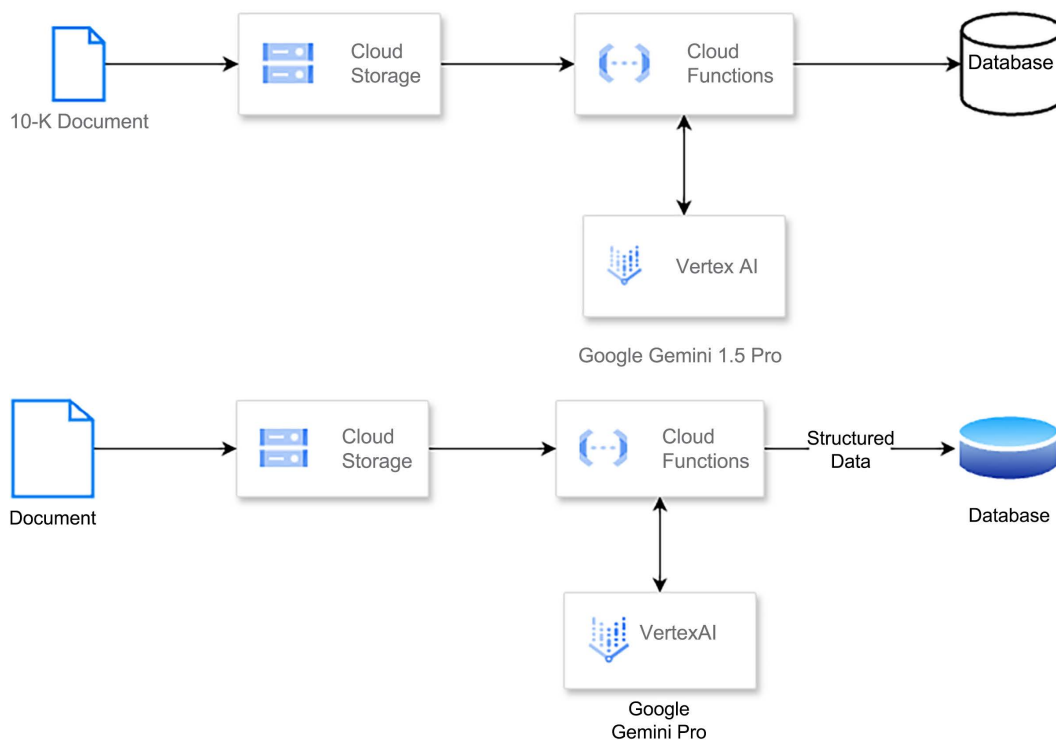 Cloud
Storage
Cloud
Functions
Database
10-K Document
Vertex AI
Google Gemini 1.5 Pro
Cloud
Storage
Cloud
Functions
Structured
Data
Document
Database
VertexAI
Google
Gemini Pro